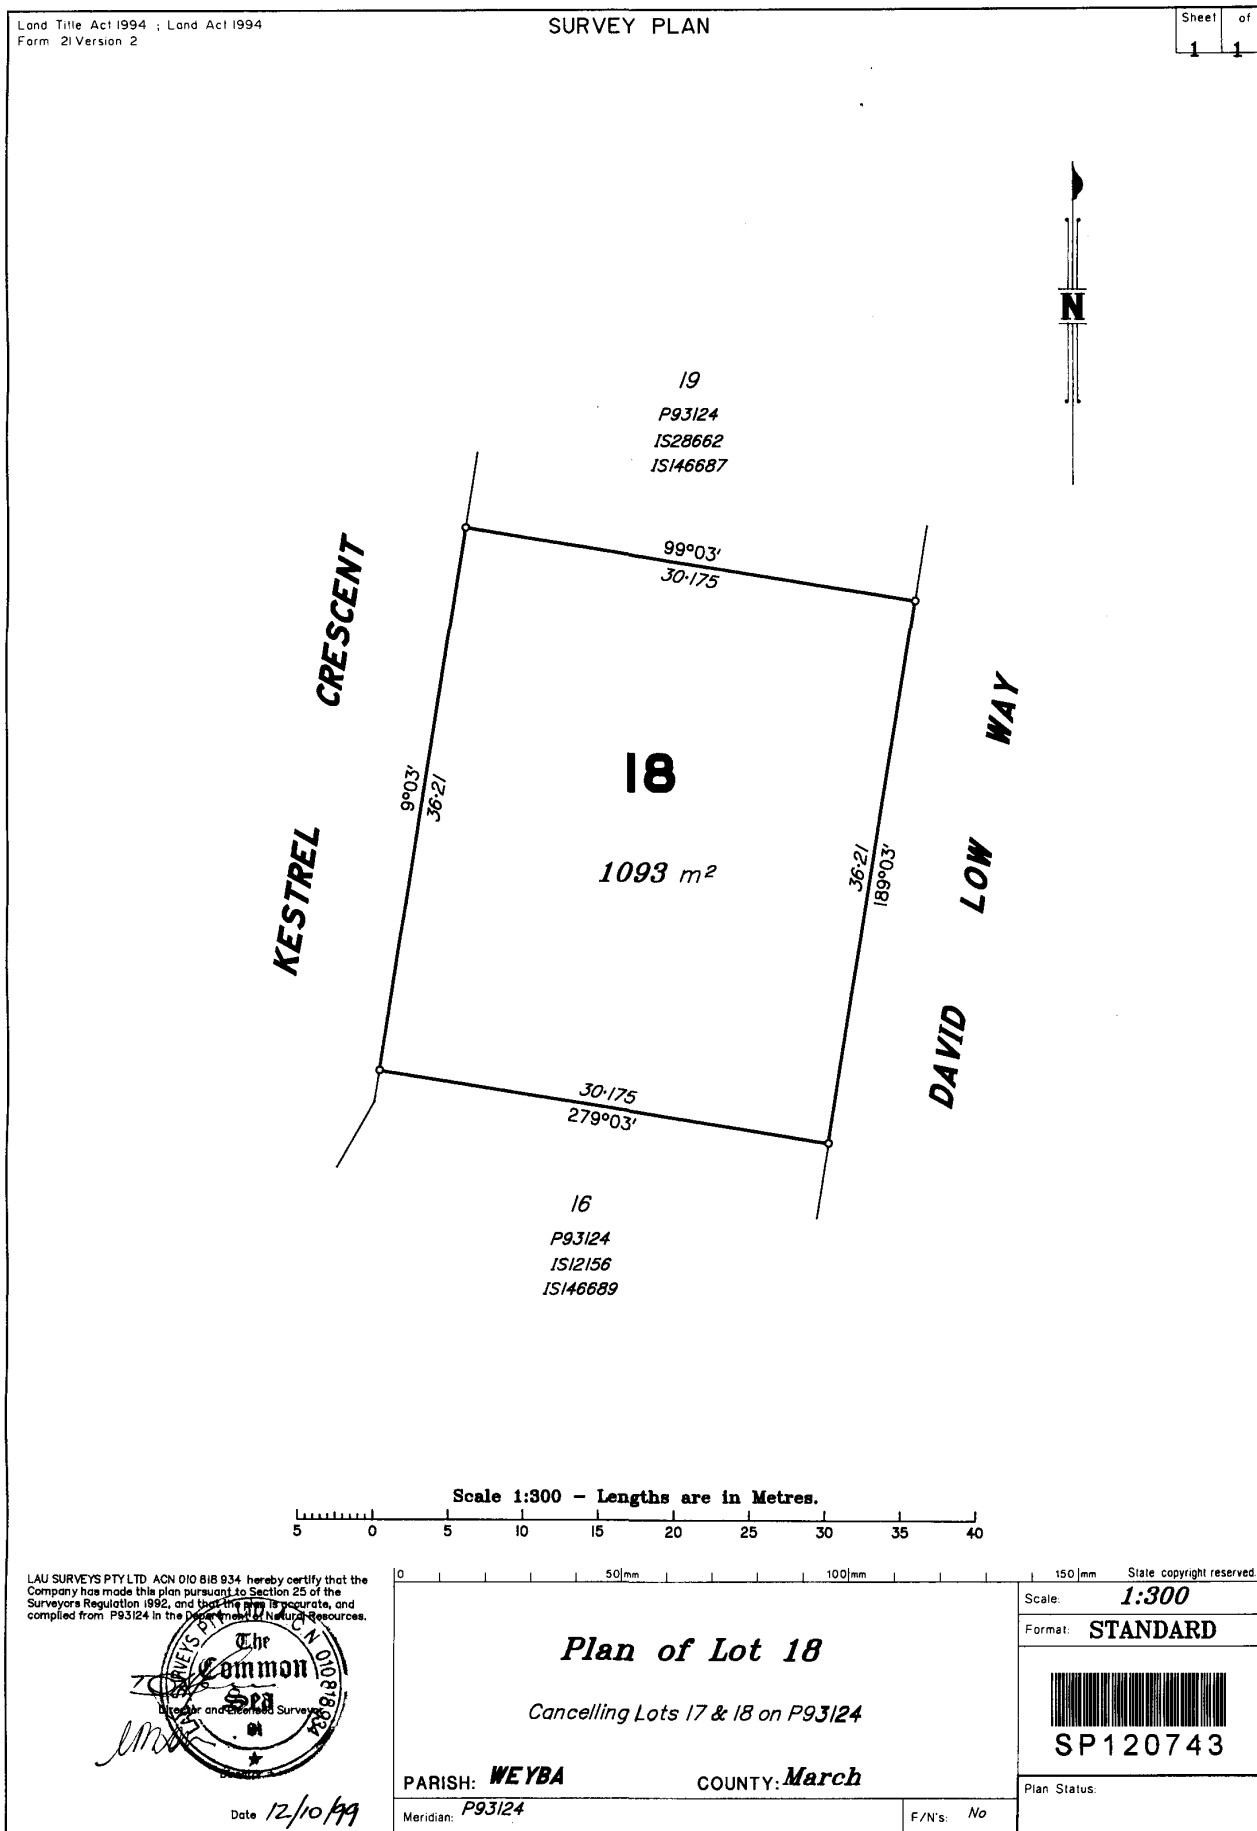 Land Title Act 1994 ; Land Act 1994
Form 21 Version 2
SURVEY PLAN
Sheet of
1 1
N
19
P93124
IS28662
IS146687
99°03'
30·175
KESTREL CRESCENT
9°03'
36·21
18
1093 m²
36·21
189°03'
DAVID LOW WAY
30·175
279°03'
16
P93124
IS12156
IS146689
Scale 1:300 – Lengths are in Metres.
5 0 5 10 15 20 25 30 35 40
0 50 mm 100 mm 150 mm State copyright reserved.
LAU SURVEYS PTY LTD ACN 010 818 934 hereby certify that the
Company has made this plan pursuant to Section 25 of the
Surveyors Regulation 1992, and that the plan is accurate, and
compiled from P93124 in the Department of Natural Resources.
LAU SURVEYS PTY. LTD. A.C.N. 010 818 934
The
Common
Seal
of
Director and Licensed Surveyor
Date 12/10/99
Plan of Lot 18
Cancelling Lots 17 & 18 on P93124
PARISH: WEYBA COUNTY: March
Meridian: P93124 F/N's: No
Scale: 1:300
Format: STANDARD
SP120743
Plan Status: